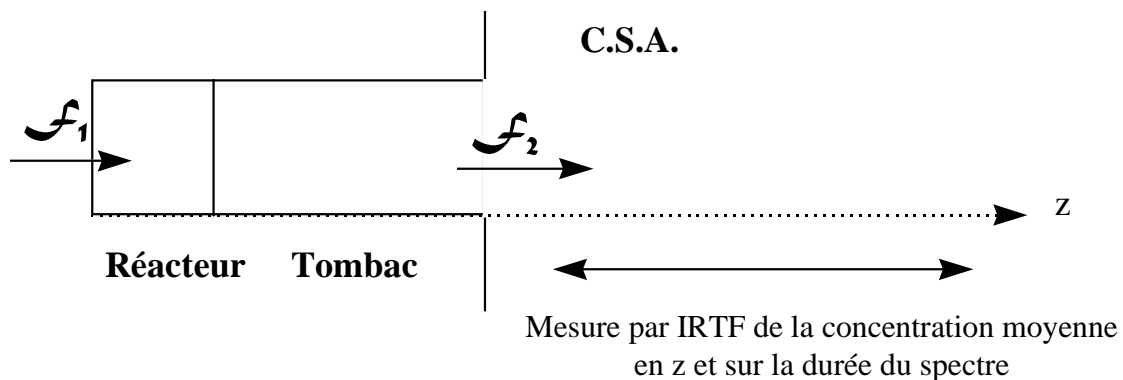 C.S.A.
ℱ1
ℱ2
z
Réacteur Tombac
Mesure par IRTF de la concentration moyenne
en z et sur la durée du spectre